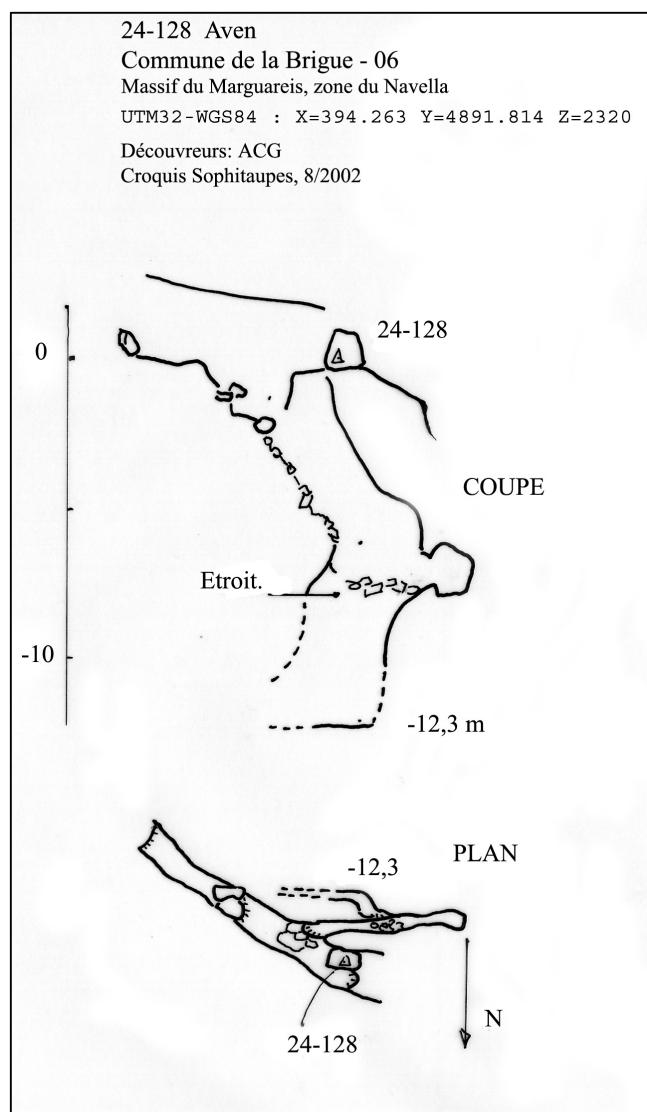 24-128 Aven
Commune de la Brigue - 06
Massif du Marguareis, zone du Navella
UTM32-WGS84 : X=394.263 Y=4891.814 Z=2320
Découvreurs: ACG
Croquis Sophitaupes, 8/2002
24-128
0
COUPE
Etroit.
-10
-12,3 m
PLAN
-12,3
N
24-128